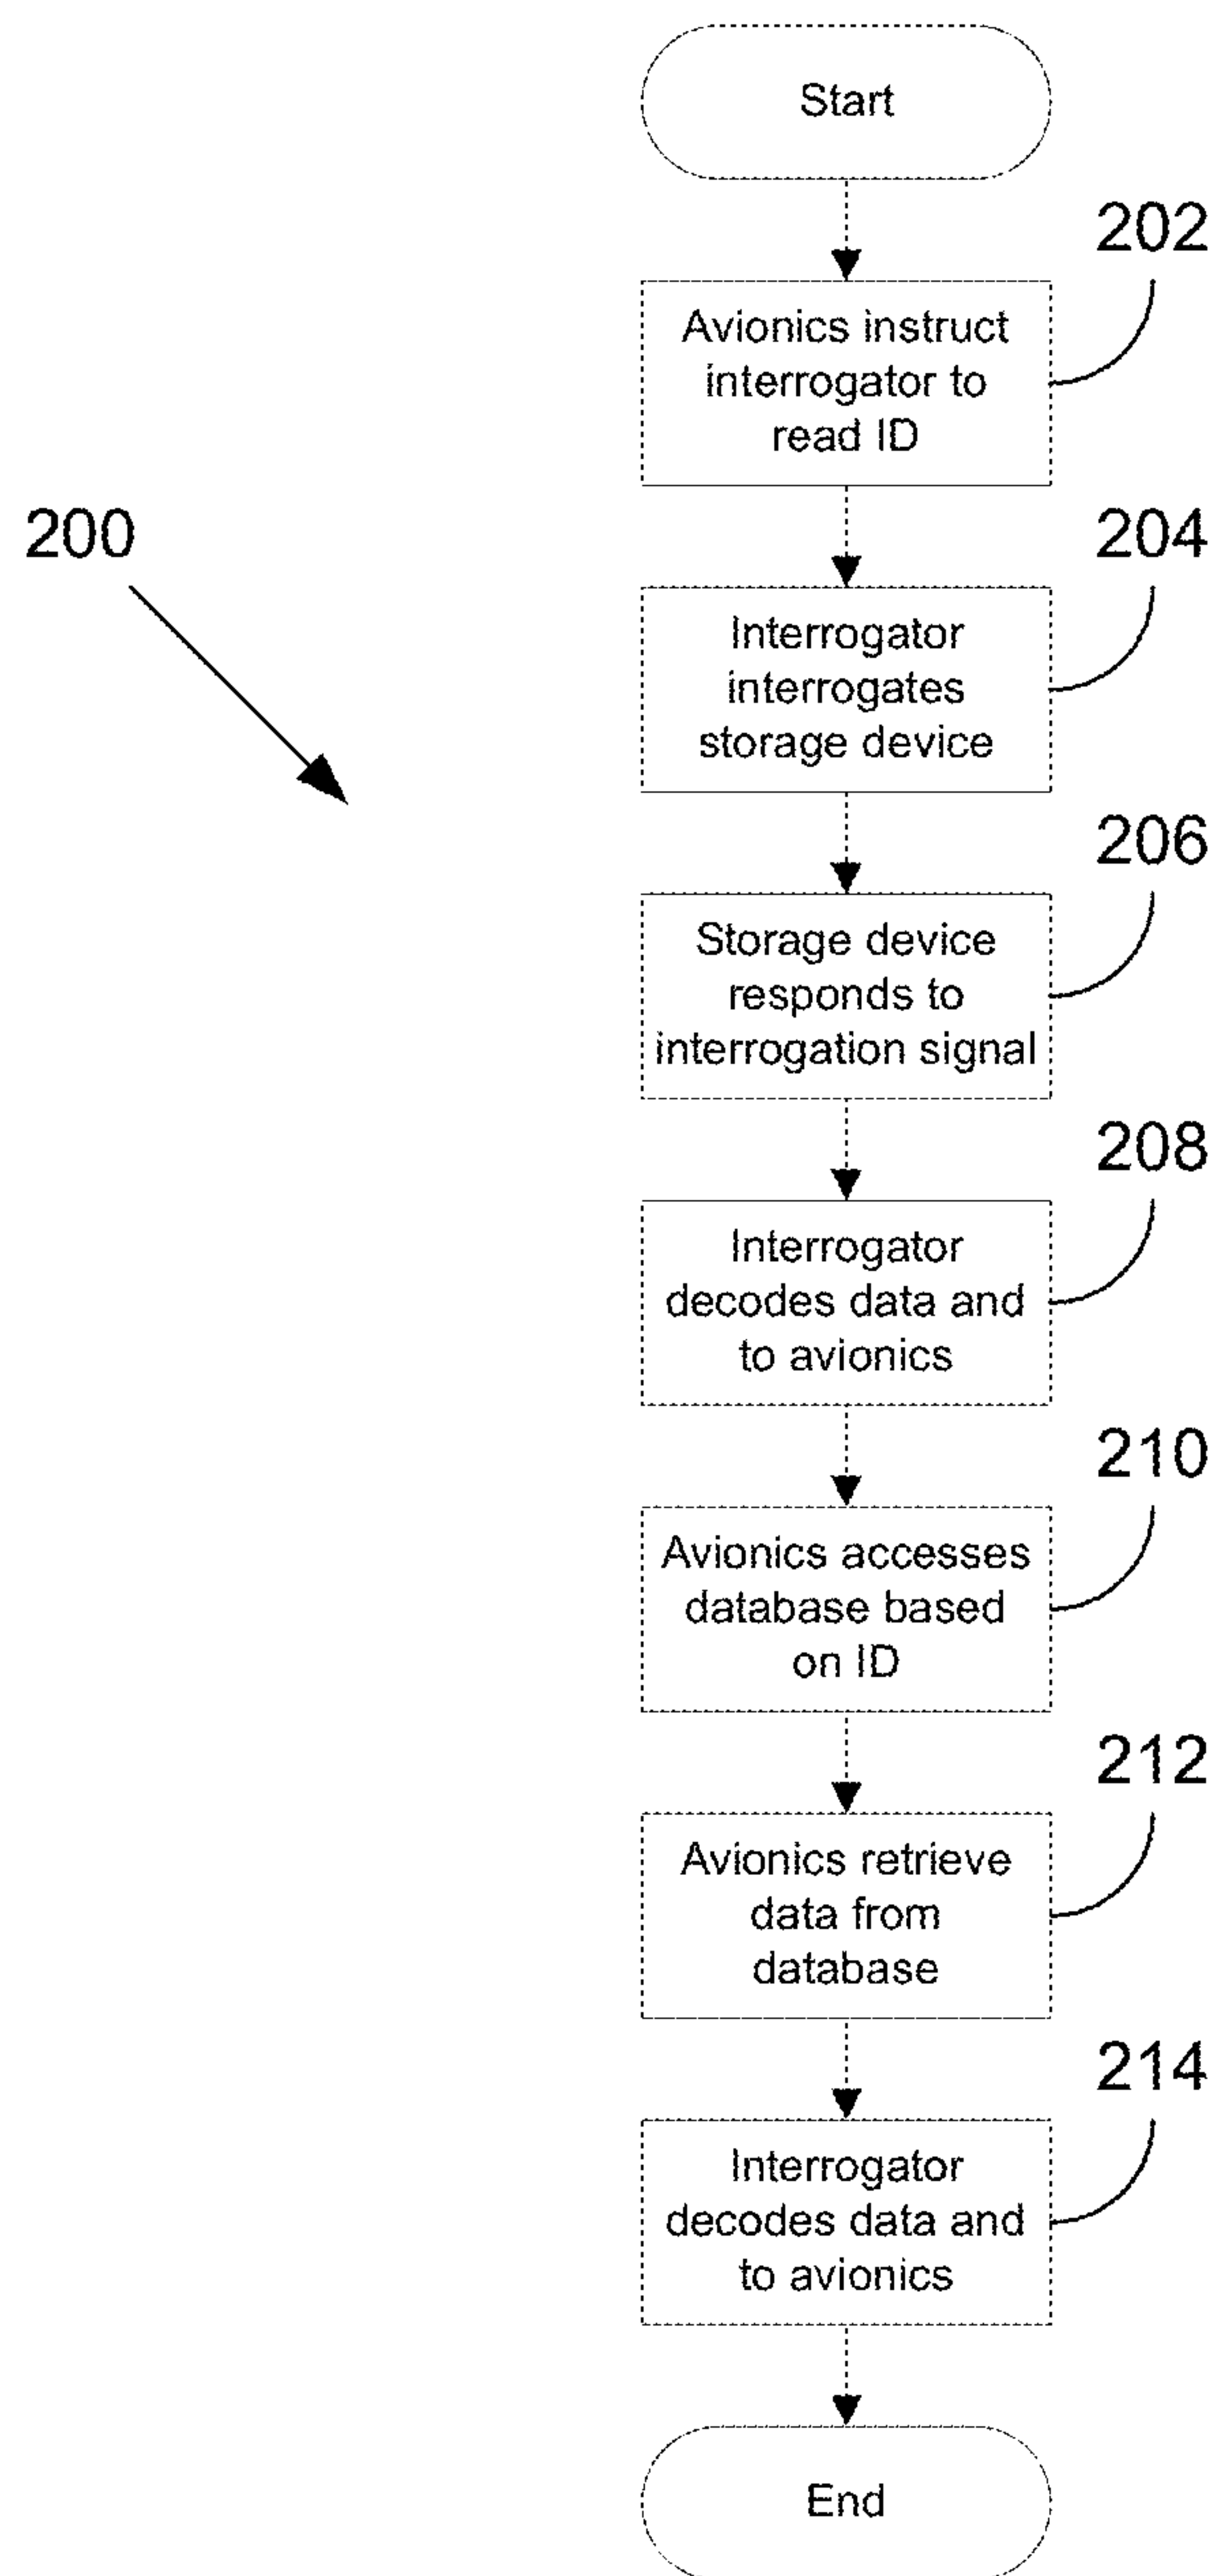 Start
202
Avionics instruct
interrogator to
read ID
200
204
Interrogator
interrogates
storage device
206
Storage device
responds to
interrogation signal
208
Interrogator
decodes data and
to avionics
210
Avionics accesses
database based
on ID
212
Avionics retrieve
data from
database
214
Interrogator
decodes data and
to avionics
End